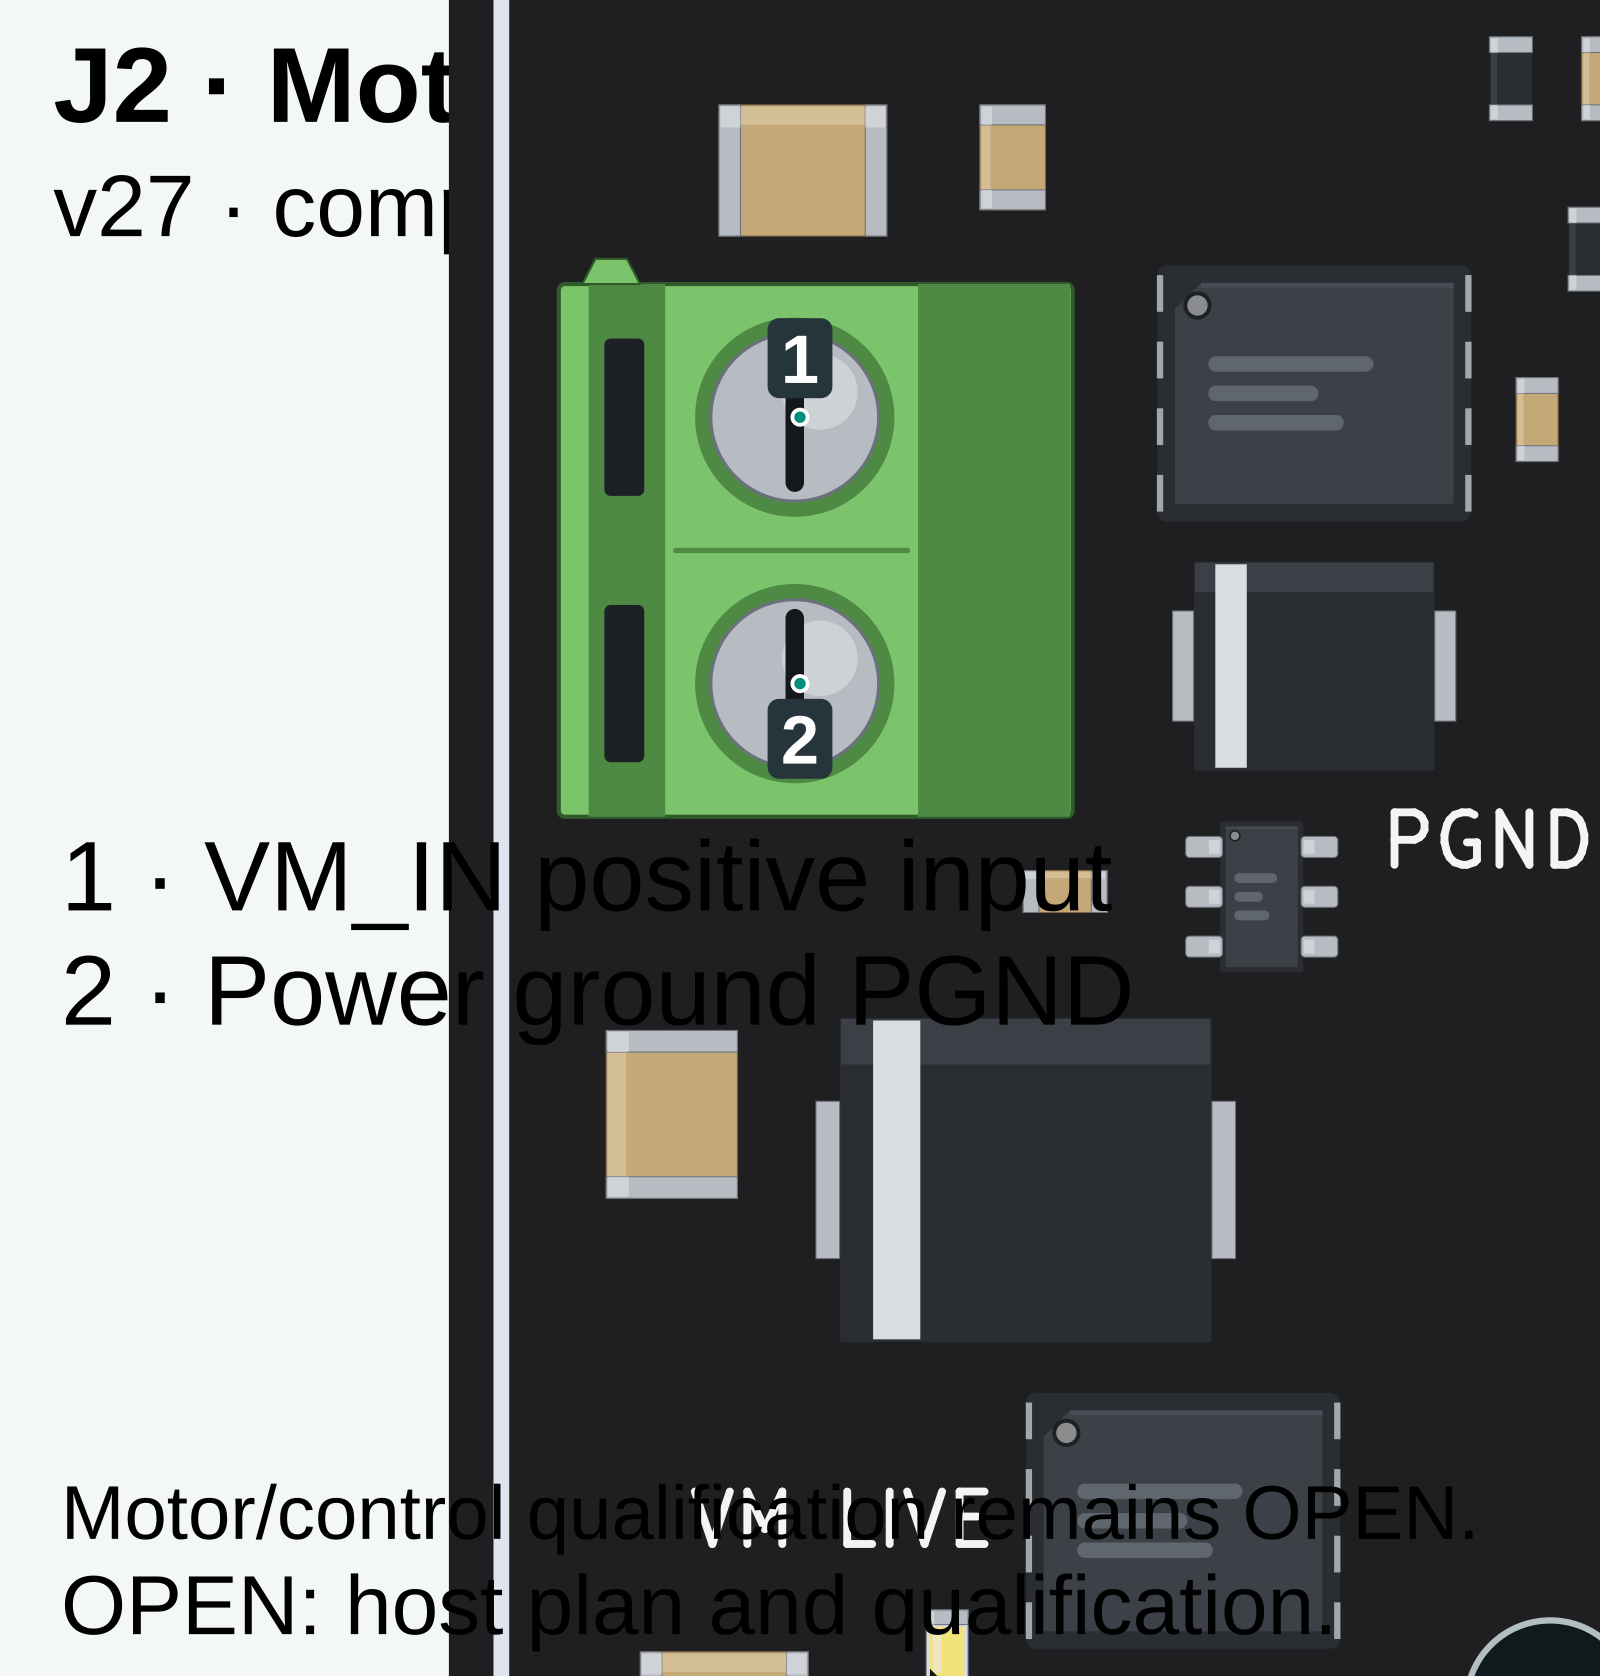 J2 · Mot
v27 · comp
1
2
PGND
1 · VM_IN positive input
2 · Power ground PGND
VM LIVE
Motor/control qualification remains OPEN.
OPEN: host plan and qualification.